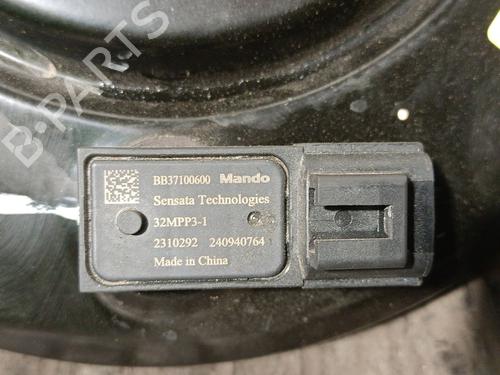 B-PARTS
BB37100600 Mando
Sensata Technologies
32MPP3-1
2310292 240940764
Made in China